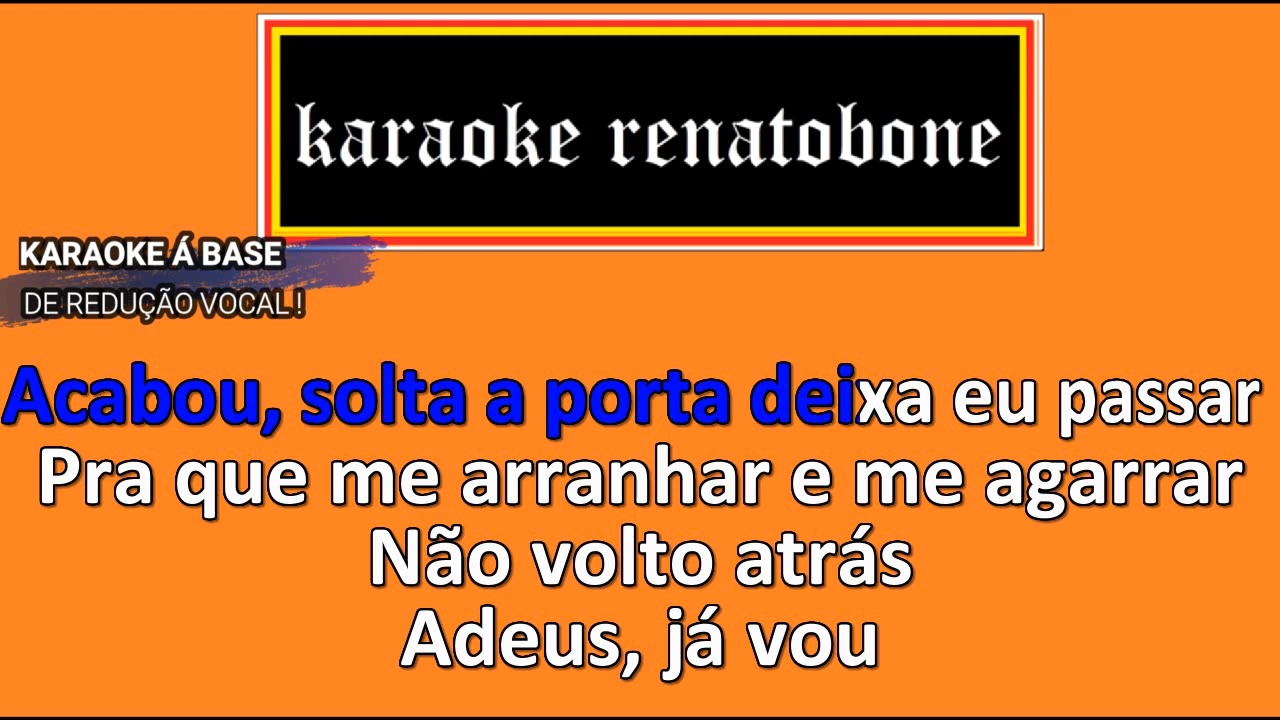 karaoke renatobone
KARAOKE Á BASE
DE REDUÇÃO VOCAL !
Acabou, solta a porta deixa eu passar
Pra que me arranhar e me agarrar
Não volto atrás
Adeus, já vou